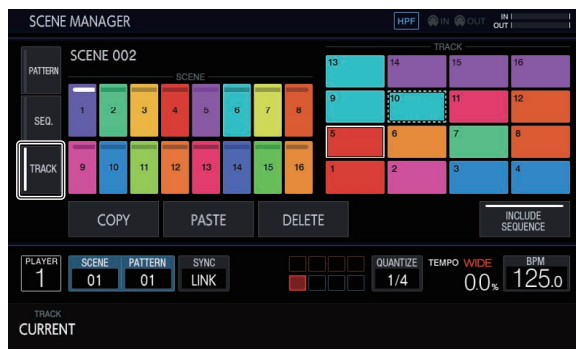 SCENE MANAGER
HPF IN OUT IN OUT
SCENE 002
TRACK
SCENE
PATTERN
SEQ.
TRACK
1 2 3 4 5 6 7 8
9 10 11 12 13 14 15 16
13 14 15 16
9 10 11 12
5 6 7 8
1 2 3 4
COPY PASTE DELETE
INCLUDE
SEQUENCE
PLAYER SCENE PATTERN SYNC QUANTIZE TEMPO WIDE BPM
1 01 01 LINK 1/4 0.0% 125.0
TRACK
CURRENT